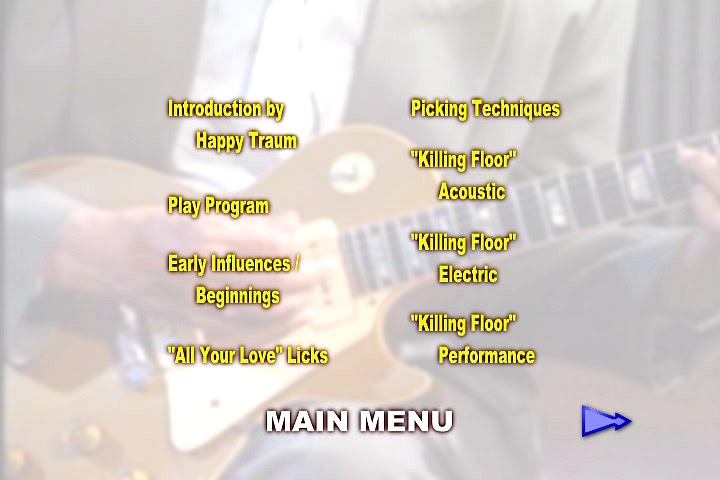 Introduction by
Happy Traum
Play Program
Early Influences /
Beginnings
"All Your Love" Licks
Picking Techniques
"Killing Floor"
Acoustic
"Killing Floor"
Electric
"Killing Floor"
Performance
MAIN MENU